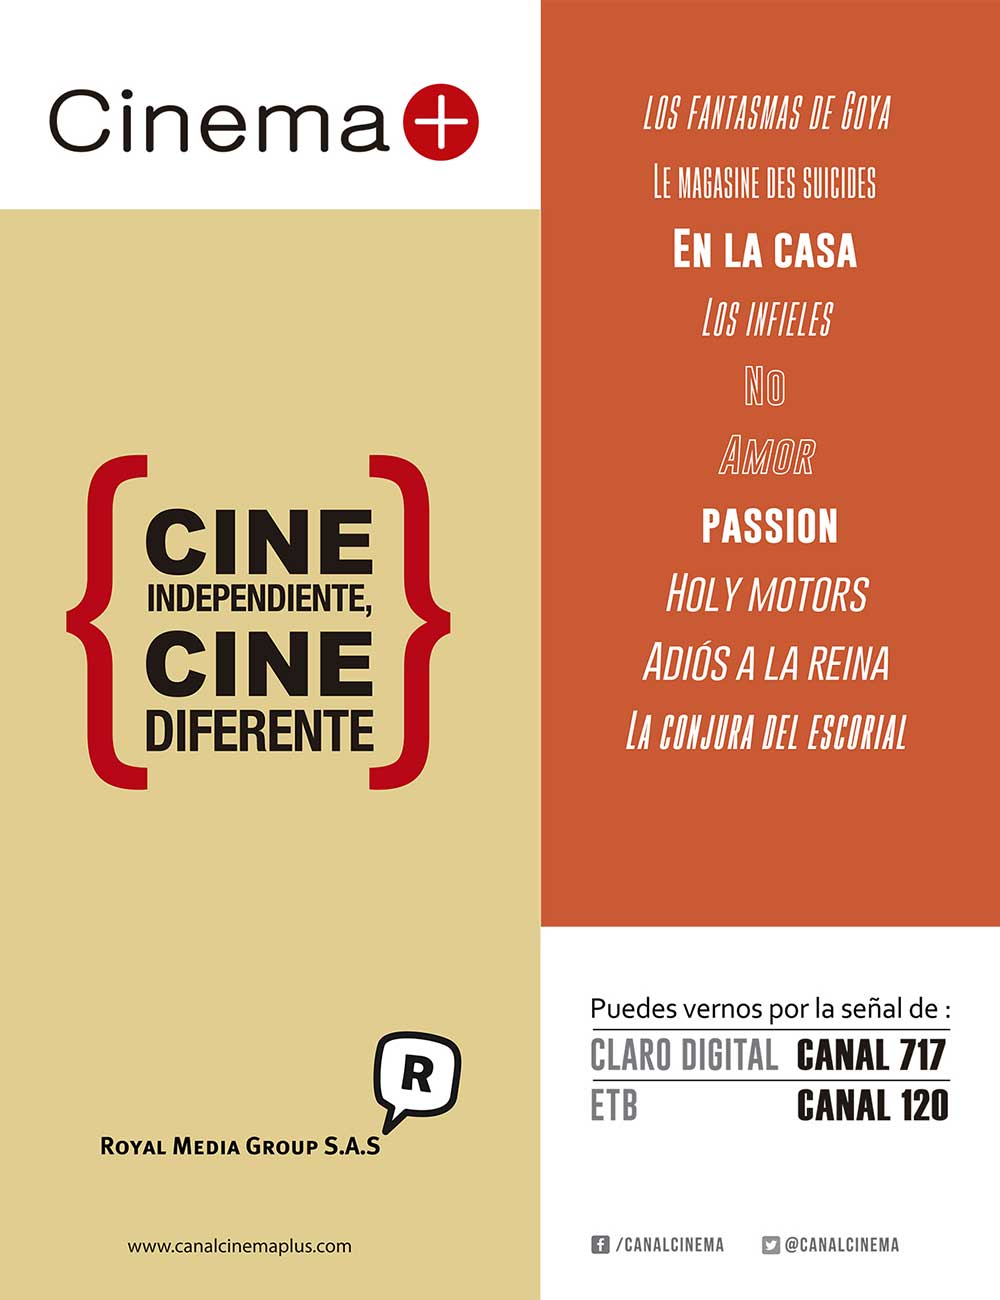 Cinema+
CINE
INDEPENDIENTE,
CINE
DIFERENTE
R
ROYAL MEDIA GROUP S.A.S
www.canalcinemaplus.com
LOS FANTASMAS DE GOYA
LE MAGASINE DES SUICIDES
EN LA CASA
LOS INFIELES
NO
AMOR
PASSION
HOLY MOTORS
ADIÓS A LA REINA
LA CONJURA DEL ESCORIAL
Puedes vernos por la señal de :
CLARO DIGITAL CANAL 717
ETB CANAL 120
/CANALCINEMA @CANALCINEMA